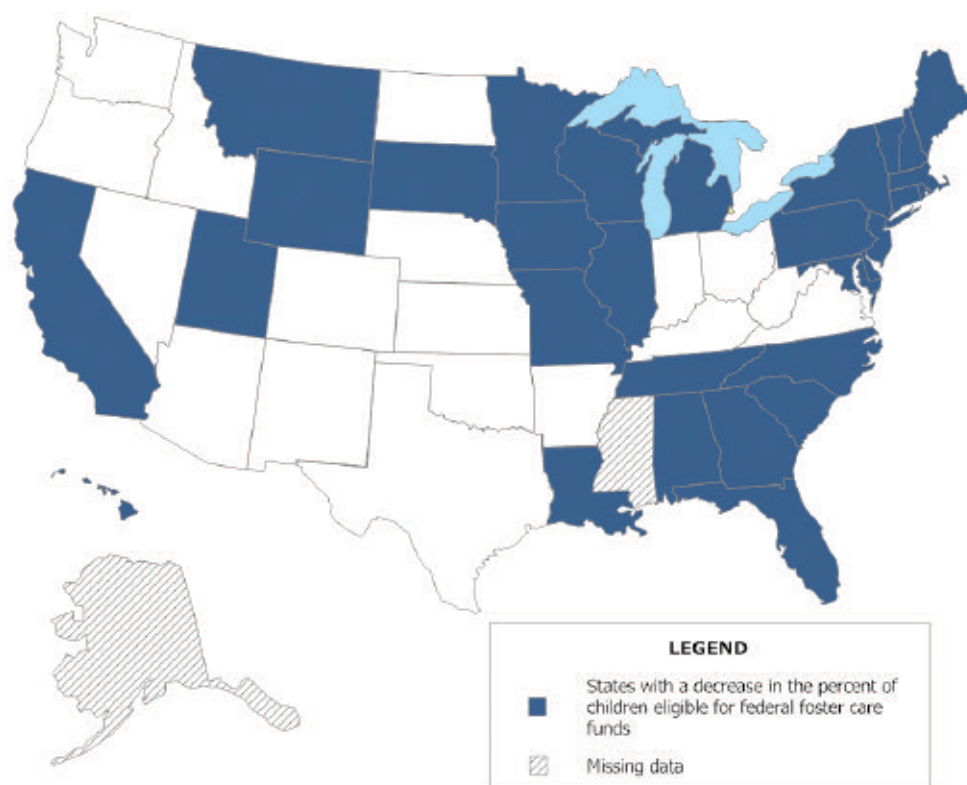 LEGEND
States with a decrease in the percent of
children eligible for federal foster care
funds
Missing data